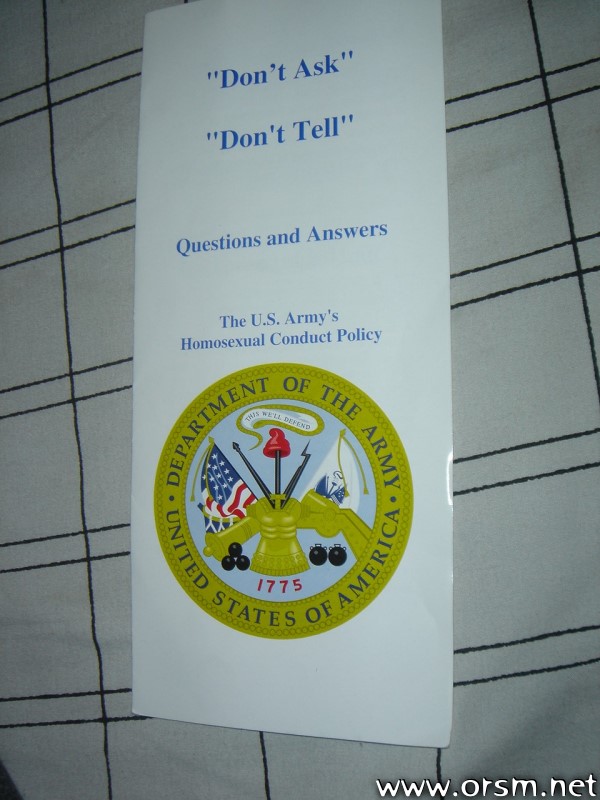 "Don't Ask"
"Don't Tell"
Questions and Answers
The U.S. Army's
Homosexual Conduct Policy
DEPARTMENT OF THE ARMY
THIS WE'LL DEFEND
1775
UNITED STATES OF AMERICA
www.orsm.net